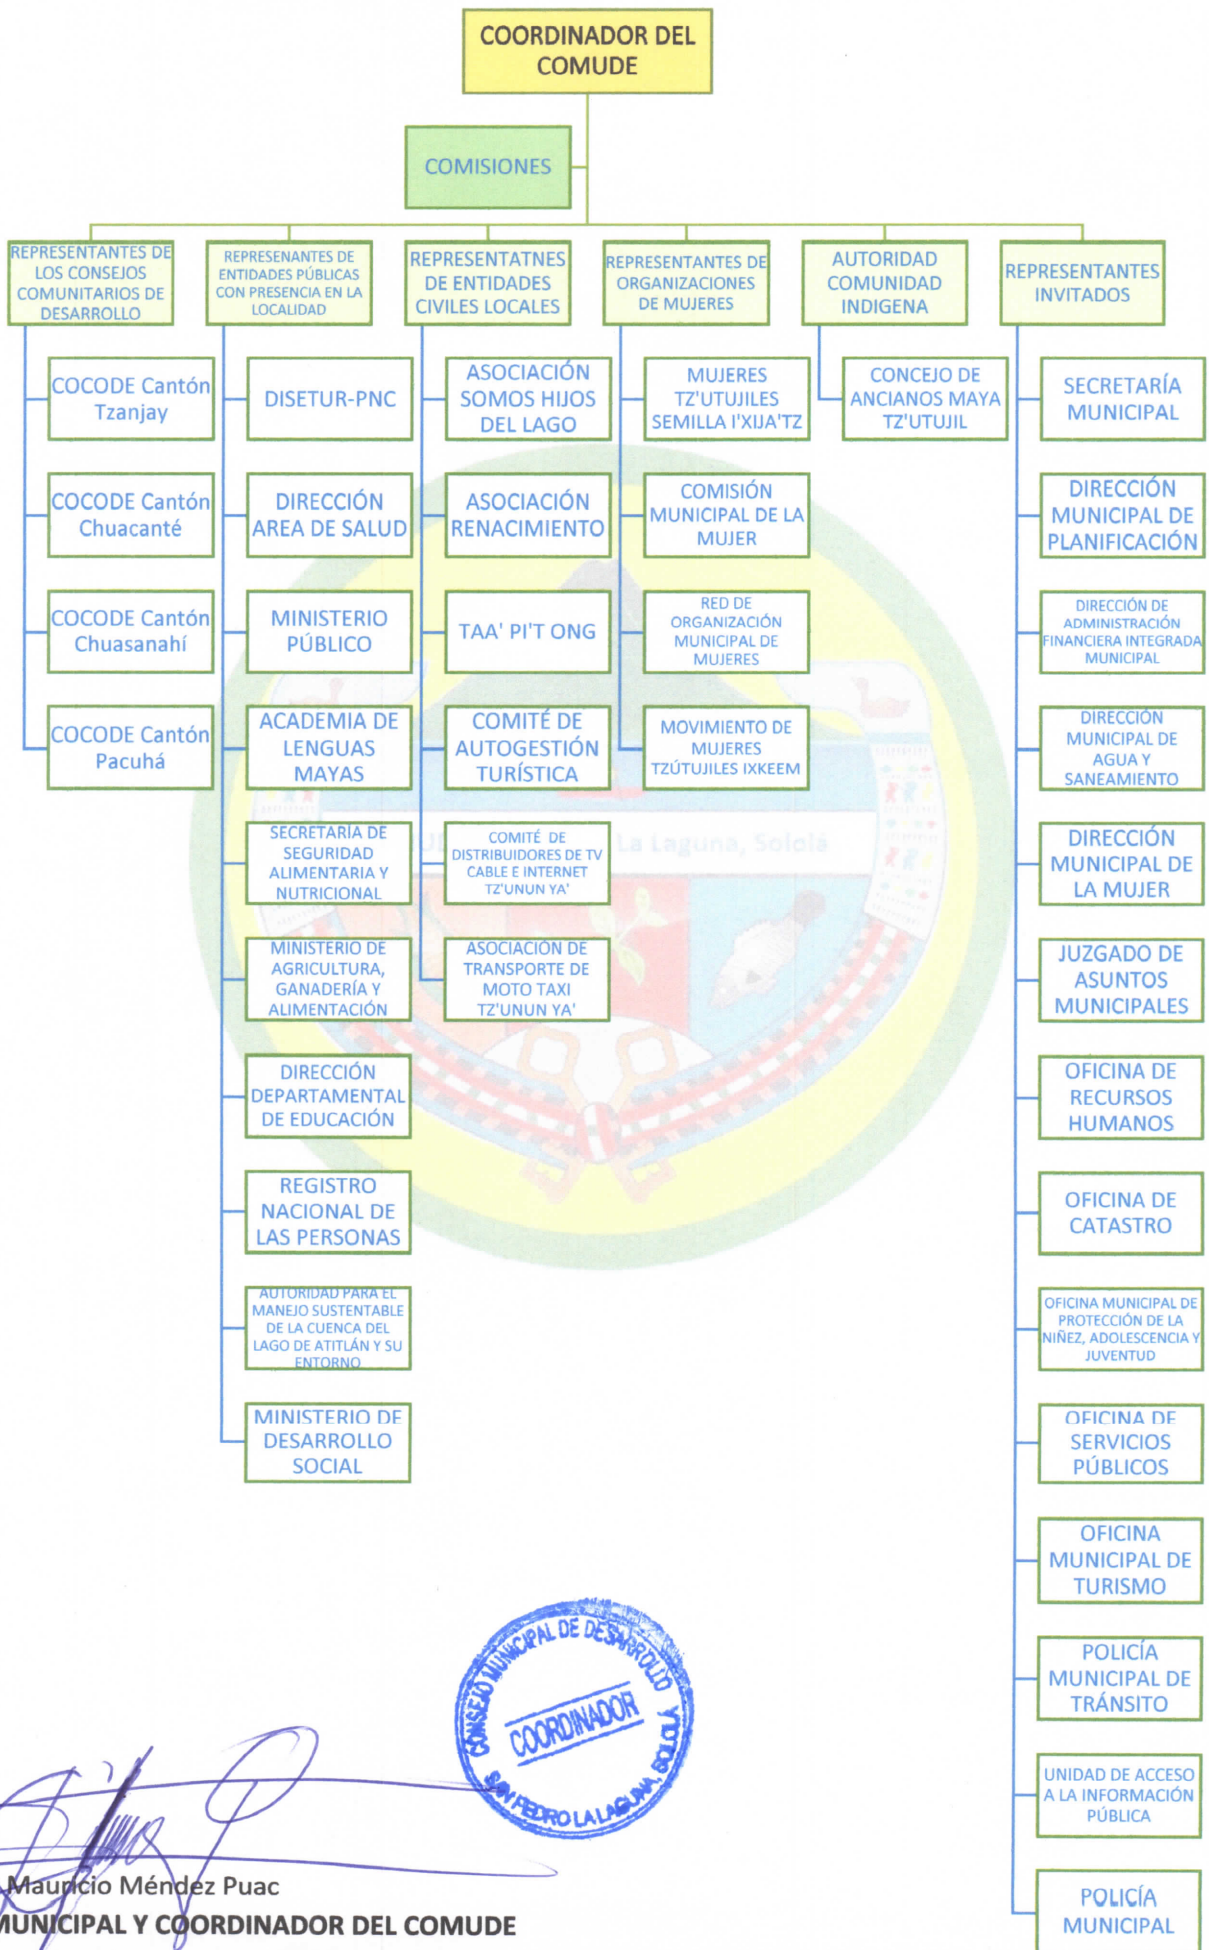 COORDINADOR DEL
COMUDE
COMISIONES
REPRESENTANTES DE
LOS CONSEJOS
COMUNITARIOS DE
DESARROLLO
COCODE Cantón
Tzanjay
COCODE Cantón
Chuacanté
COCODE Cantón
Chuasanahí
COCODE Cantón
Pacuhá
REPRESENANTES DE
ENTIDADES PÚBLICAS
CON PRESENCIA EN LA
LOCALIDAD
DISETUR-PNC
DIRECCIÓN
AREA DE SALUD
MINISTERIO
PÚBLICO
ACADEMIA DE
LENGUAS
MAYAS
SECRETARÍA DE
SEGURIDAD
ALIMENTARIA Y
NUTRICIONAL
MINISTERIO DE
AGRICULTURA,
GANADERÍA Y
ALIMENTACIÓN
DIRECCIÓN
DEPARTAMENTAL
DE EDUCACIÓN
REGISTRO
NACIONAL DE
LAS PERSONAS
AUTORIDAD PARA EL
MANEJO SUSTENTABLE
DE LA CUENCA DEL
LAGO DE ATITLÁN Y SU
ENTORNO
MINISTERIO DE
DESARROLLO
SOCIAL
REPRESENTATNES
DE ENTIDADES
CIVILES LOCALES
ASOCIACIÓN
SOMOS HIJOS
DEL LAGO
ASOCIACIÓN
RENACIMIENTO
TAA' PI'T ONG
COMITÉ DE
AUTOGESTIÓN
TURÍSTICA
COMITÉ DE
DISTRIBUIDORES DE TV
CABLE E INTERNET
TZ'UNUN YA'
ASOCIACIÓN DE
TRANSPORTE DE
MOTO TAXI
TZ'UNUN YA'
REPRESENTANTES DE
ORGANIZACIONES
DE MUJERES
MUJERES
TZ'UTUJILES
SEMILLA I'XIJA'TZ
COMISIÓN
MUNICIPAL DE LA
MUJER
RED DE
ORGANIZACIÓN
MUNICIPAL DE
MUJERES
MOVIMIENTO DE
MUJERES
TZÚTUJILES IXKEEM
AUTORIDAD
COMUNIDAD
INDIGENA
CONCEJO DE
ANCIANOS MAYA
TZ'UTUJIL
REPRESENTANTES
INVITADOS
SECRETARÍA
MUNICIPAL
DIRECCIÓN
MUNICIPAL DE
PLANIFICACIÓN
DIRECCIÓN DE
ADMINISTRACIÓN
FINANCIERA INTEGRADA
MUNICIPAL
DIRECCIÓN
MUNICIPAL DE
AGUA Y
SANEAMIENTO
DIRECCIÓN
MUNICIPAL DE
LA MUJER
JUZGADO DE
ASUNTOS
MUNICIPALES
OFICINA DE
RECURSOS
HUMANOS
OFICINA DE
CATASTRO
OFICINA MUNICIPAL DE
PROTECCIÓN DE LA
NIÑEZ, ADOLESCENCIA Y
JUVENTUD
OFICINA DE
SERVICIOS
PÚBLICOS
OFICINA
MUNICIPAL DE
TURISMO
POLICÍA
MUNICIPAL DE
TRÁNSITO
UNIDAD DE ACCESO
A LA INFORMACIÓN
PÚBLICA
POLICÍA
MUNICIPAL
La Laguna, Sololá
CONSEJO MUNICIPAL DE DESARROLLO
COORDINADOR
SAN PEDRO LA LAGUNA, SOLOLA
Mauricio Méndez Puac
MUNICIPAL Y COORDINADOR DEL COMUDE